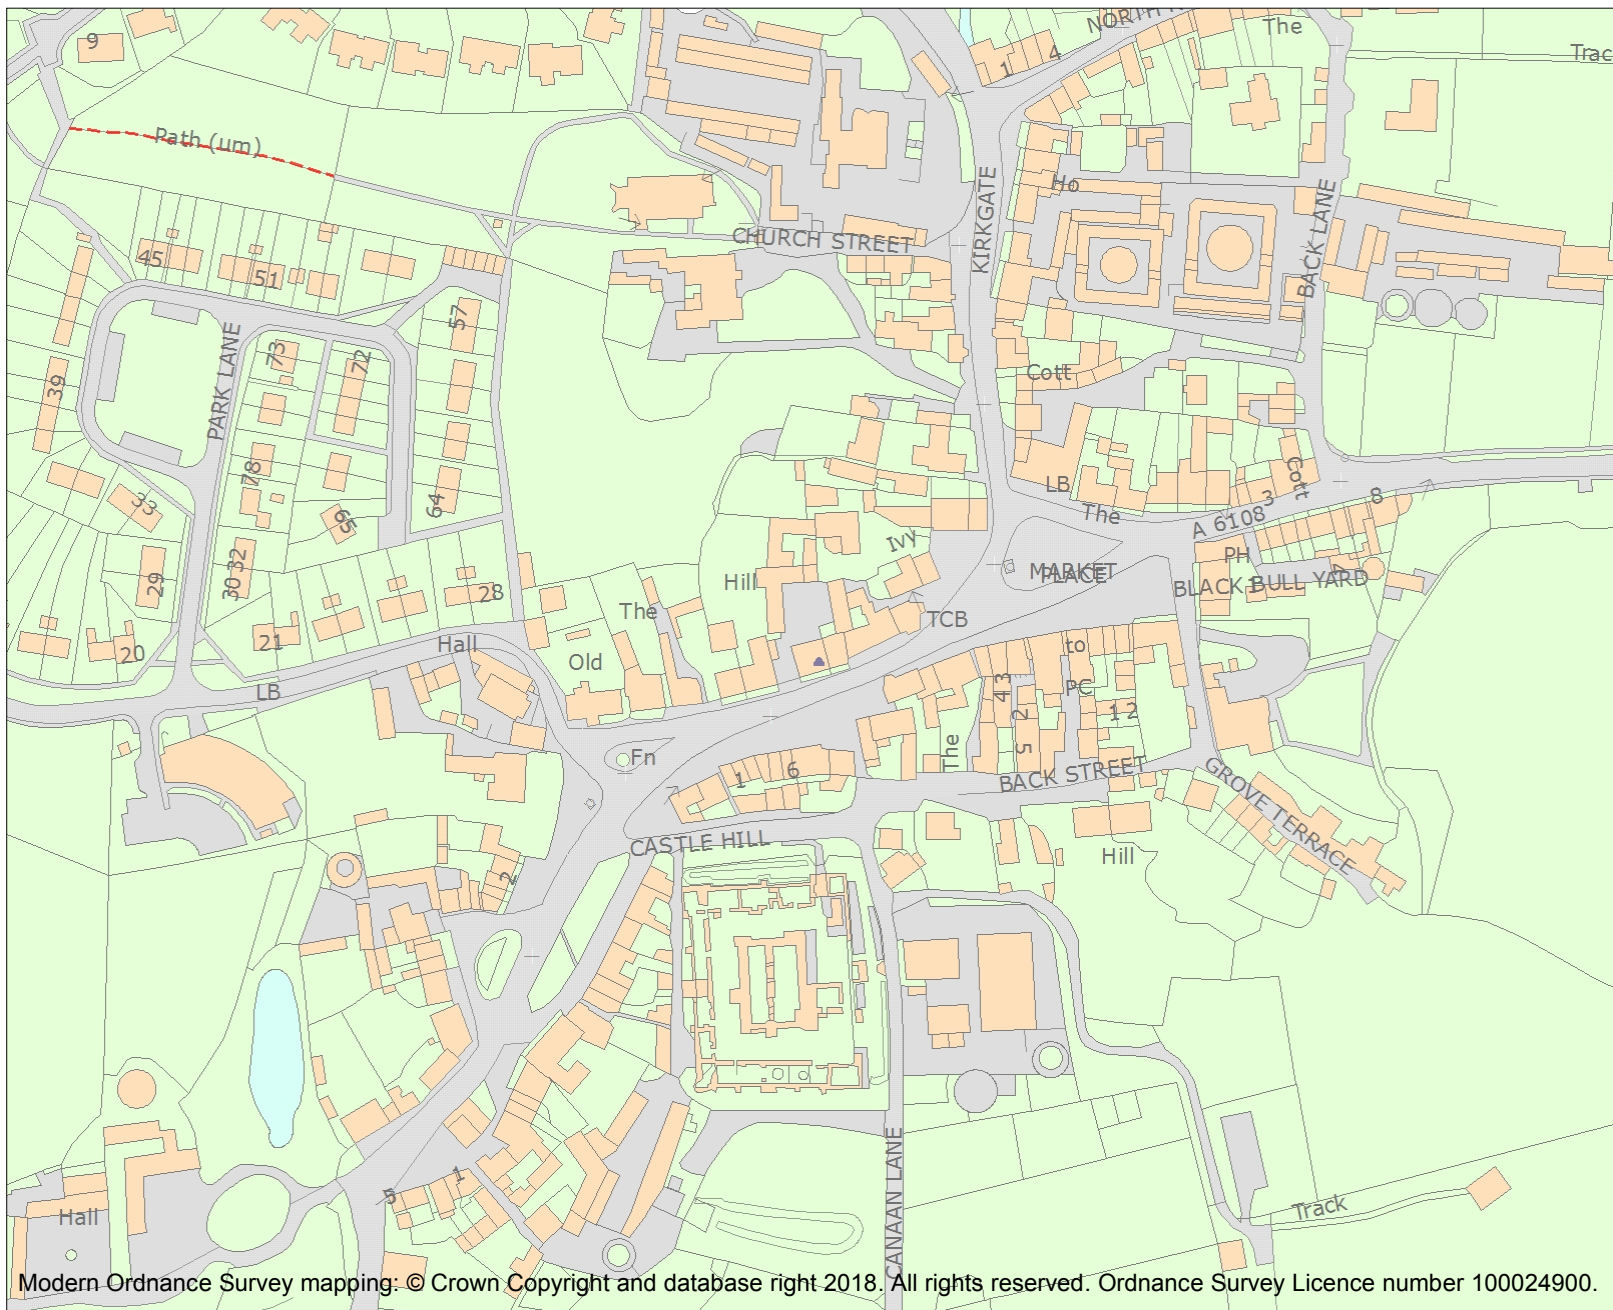 9
NORTH
The
1
4
Trac
Path (um)
Ho
KIRKGATE
CHURCH STREET
BACK LANE
45
51
57
73
72
PARK LANE
39
Cott
78
64
33
65
LB
The
Cott
3
8
A 6108
Ivy
PH
MARKET
PLACE
BLACK
BULL YARD
1
7
30 32
29
28
Hill
The
TCB
20
21
Hall
Old
to
LB
43
PC
2
1 2
5
The
Fn
1
6
BACK STREET
GROVE TERRACE
CASTLE HILL
Hill
2
CANAAN LANE
5
1
Hall
Track
Modern Ordnance Survey mapping: © Crown Copyright and database right 2018. All rights reserved. Ordnance Survey Licence number 100024900.